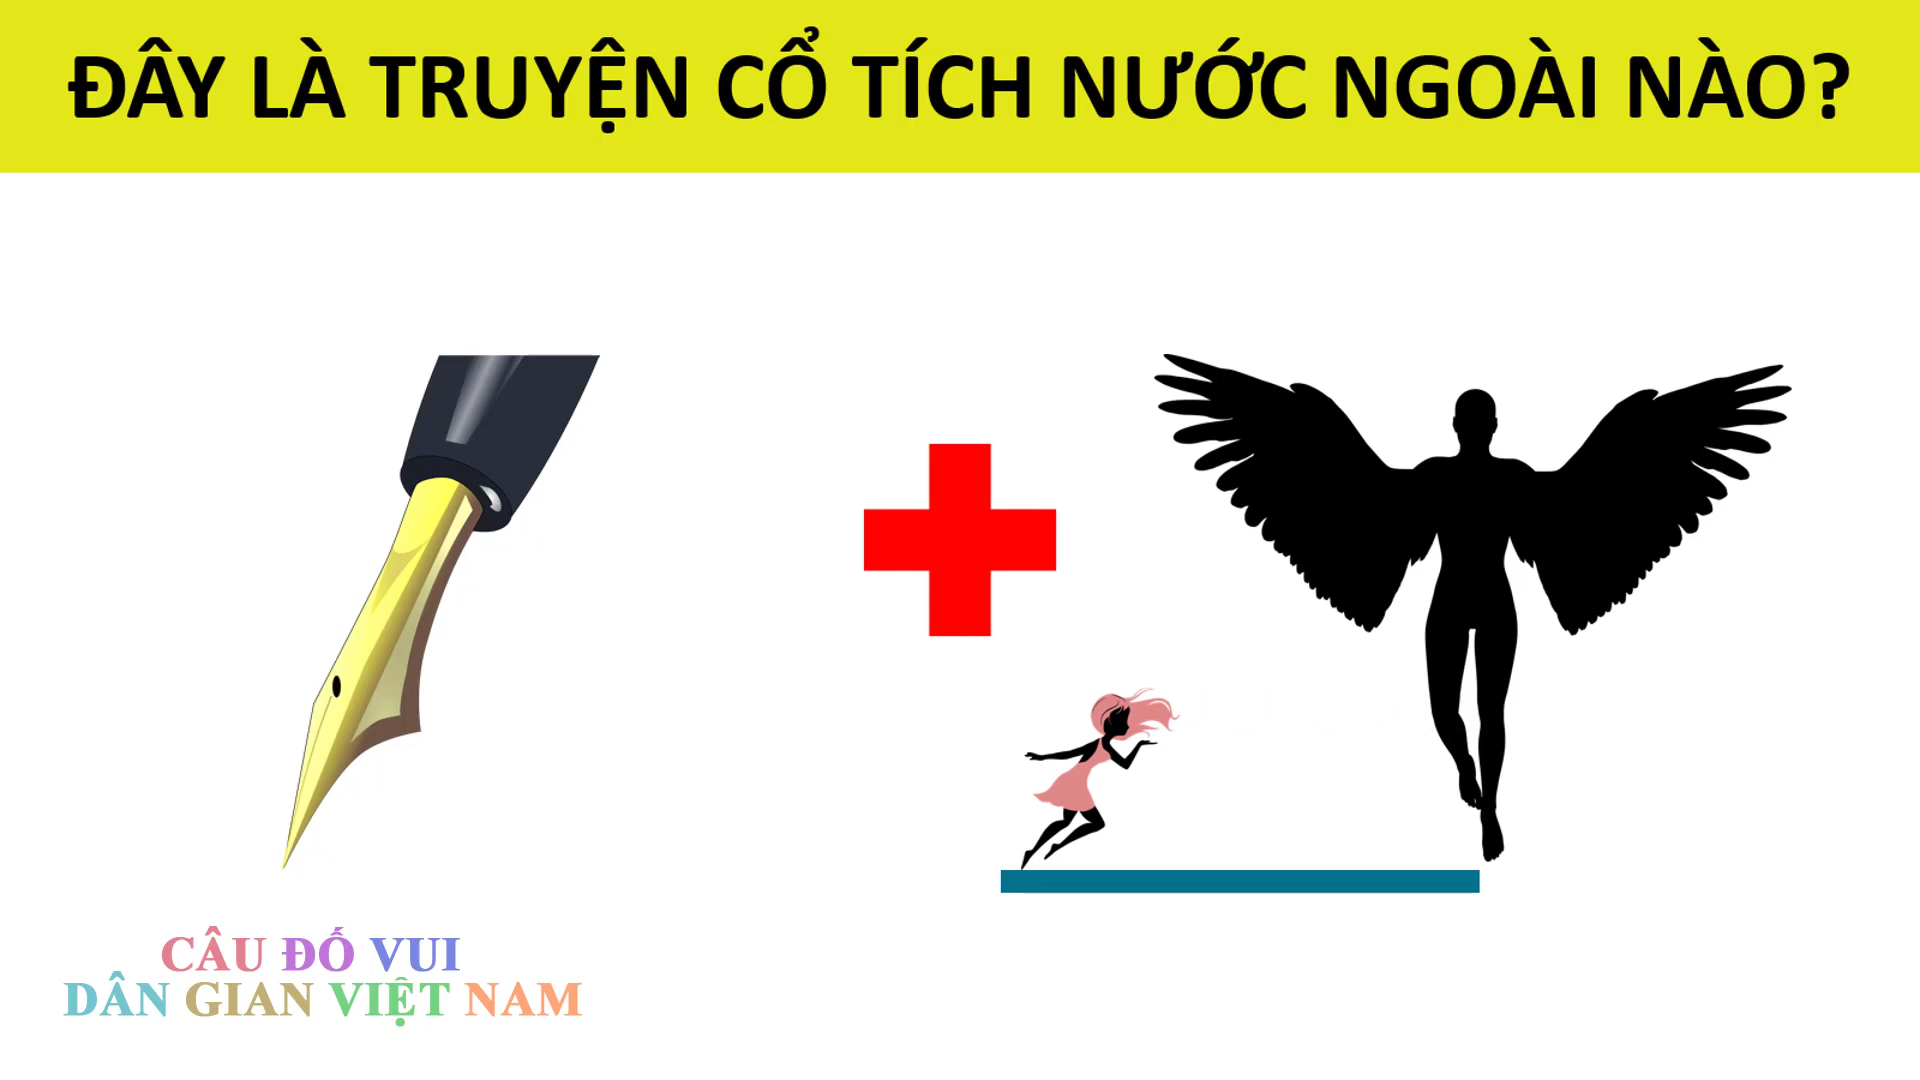 ĐÂY LÀ TRUYỆN CỔ TÍCH NƯỚC NGOÀI NÀO?
CÂU ĐỐ VUI
DÂN GIAN VIỆT NAM